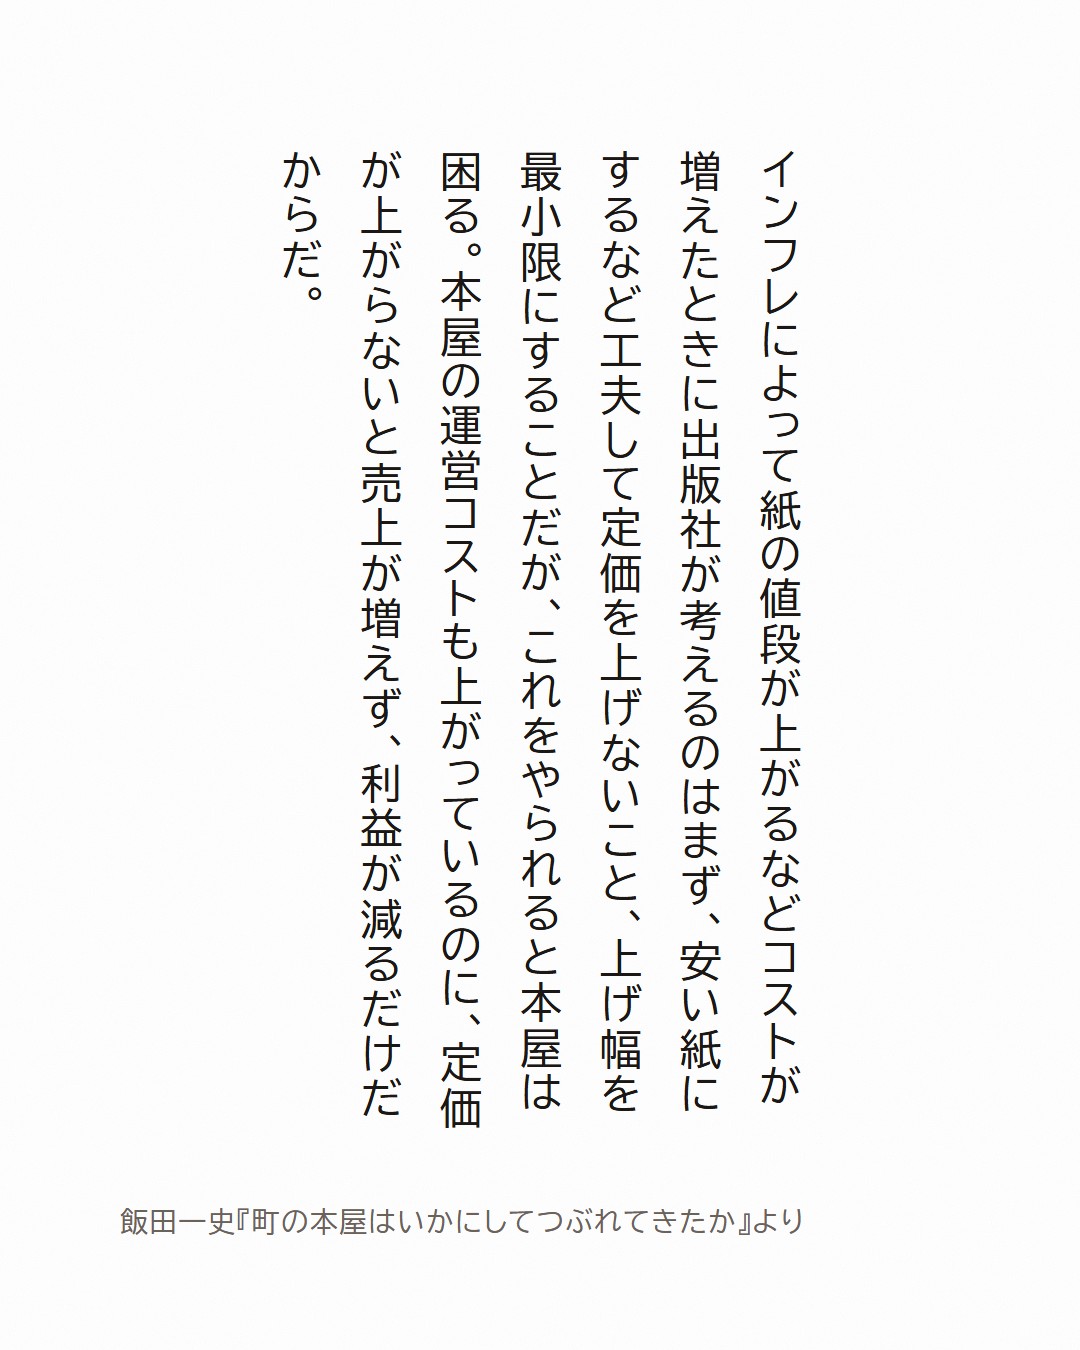 インフレによって紙の値段が上がるなどコストが
増えたときに出版社が考えるのはまず、安い紙に
するなど工夫して定価を上げないこと、上げ幅を
最小限にすることだが、これをやられると本屋は
困る。本屋の運営コストも上がっているのに、定価
が上がらないと売上が増えず、利益が減るだけだ
からだ。
飯田一史『町の本屋はいかにしてつぶれてきたか』より